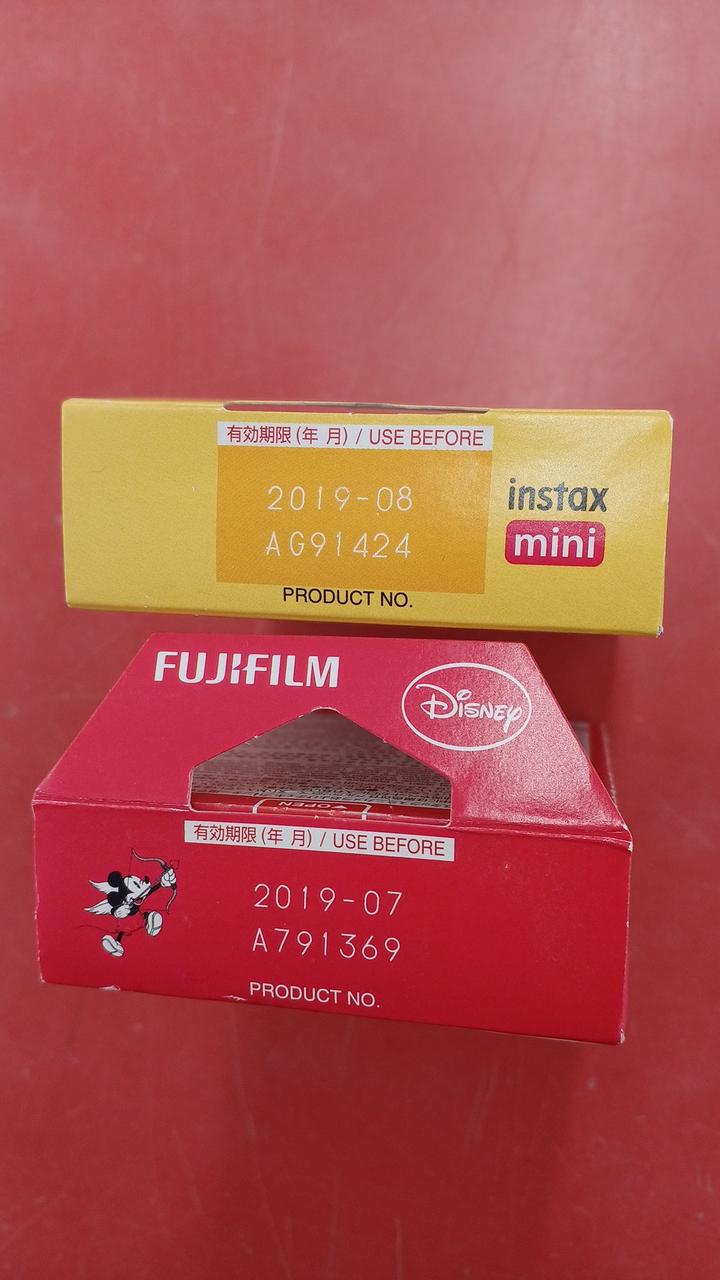 有効期限(年 月) / USE BEFORE
2019-08
AG91424
PRODUCT NO.
instax
mini
FUJIFILM
Disney
OPEN
有効期限(年 月) / USE BEFORE
2019-07
A791369
PRODUCT NO.